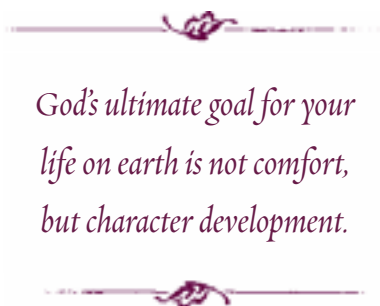 God's ultimate goal for your
life on earth is not comfort,
but character development.